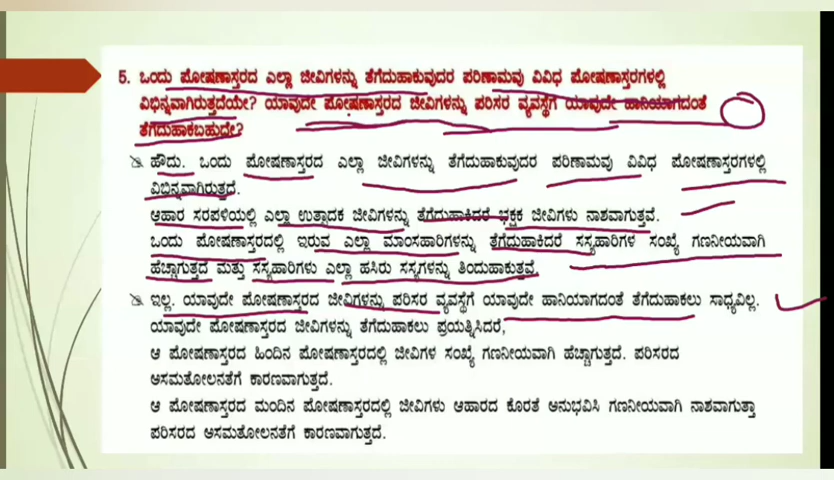 5. ಒಂದು ಪೋಷಣಾಸ್ತರದ ಎಲ್ಲಾ ಜೀವಿಗಳನ್ನು ತೆಗೆದುಹಾಕುವುದರ ಪರಿಣಾಮವು ವಿವಿಧ ಪೋಷಣಾಸ್ತರಗಳಲ್ಲಿ
ವಿಭಿನ್ನವಾಗಿರುತ್ತದೆಯೇ? ಯಾವುದೇ ಪೋಷಣಾಸ್ತರದ ಜೀವಿಗಳನ್ನು ಪರಿಸರ ವ್ಯವಸ್ಥೆಗೆ ಯಾವುದೇ ಹಾನಿಯಾಗದಂತೆ
ತೆಗೆದುಹಾಕಬಹುದೇ?
ಹೌದು. ಒಂದು ಪೋಷಣಾಸ್ತರದ ಎಲ್ಲಾ ಜೀವಿಗಳನ್ನು ತೆಗೆದುಹಾಕುವುದರ ಪರಿಣಾಮವು ವಿವಿಧ ಪೋಷಣಾಸ್ತರಗಳಲ್ಲಿ
ವಿಬಿನ್ನವಾಗಿರುತ್ತದೆ.
ಆಹಾರ ಸರಪಳಿಯಲ್ಲಿ ಎಲ್ಲಾ ಉತ್ಪಾದಕ ಜೀವಿಗಳನ್ನು ತೆಗೆದುಹಾಕಿದರೆ ಭಕ್ಷಕ ಜೀವಿಗಳು ನಾಶವಾಗುತ್ತವೆ.
ಒಂದು ಪೋಷಣಾಸ್ತರದಲ್ಲಿ ಇರುವ ಎಲ್ಲಾ ಮಾಂಸಹಾರಿಗಳನ್ನು ತೆಗೆದುಹಾಕಿದರೆ ಸಸ್ಯಹಾರಿಗಳ ಸಂಖ್ಯೆ ಗಣನೀಯವಾಗಿ
ಹೆಚ್ಚಾಗುತ್ತದೆ ಮತ್ತು ಸಸ್ಯಹಾರಿಗಳು ಎಲ್ಲಾ ಹಸಿರು ಸಸ್ಯಗಳನ್ನು ತಿಂದುಹಾಕುತ್ತವೆ.
ಇಲ್ಲ. ಯಾವುದೇ ಪೋಷಣಾಸ್ತರದ ಜೀವಿಗಳನ್ನು ಪರಿಸರ ವ್ಯವಸ್ಥೆಗೆ ಯಾವುದೇ ಹಾನಿಯಾಗದಂತೆ ತೆಗೆದುಹಾಕಲು ಸಾಧ್ಯವಿಲ್ಲ.
ಯಾವುದೇ ಪೋಷಣಾಸ್ತರದ ಜೀವಿಗಳನ್ನು ತೆಗೆದುಹಾಕಲು ಪ್ರಯತ್ನಿಸಿದರೆ,
ಆ ಪೋಷಣಾಸ್ತರದ ಹಿಂದಿನ ಪೋಷಣಾಸ್ತರದಲ್ಲಿ ಜೀವಿಗಳ ಸಂಖ್ಯೆ ಗಣನೀಯವಾಗಿ ಹೆಚ್ಚಾಗುತ್ತದೆ. ಪರಿಸರದ
ಅಸಮತೋಲನತೆಗೆ ಕಾರಣವಾಗುತ್ತದೆ.
ಆ ಪೋಷಣಾಸ್ತರದ ಮಂದಿನ ಪೋಷಣಾಸ್ತರದಲ್ಲಿ ಜೀವಿಗಳು ಆಹಾರದ ಕೊರತೆ ಅನುಭವಿಸಿ ಗಣನೀಯವಾಗಿ ನಾಶವಾಗುತ್ತಾ
ಪರಿಸರದ ಅಸಮತೋಲನತೆಗೆ ಕಾರಣವಾಗುತ್ತದೆ.